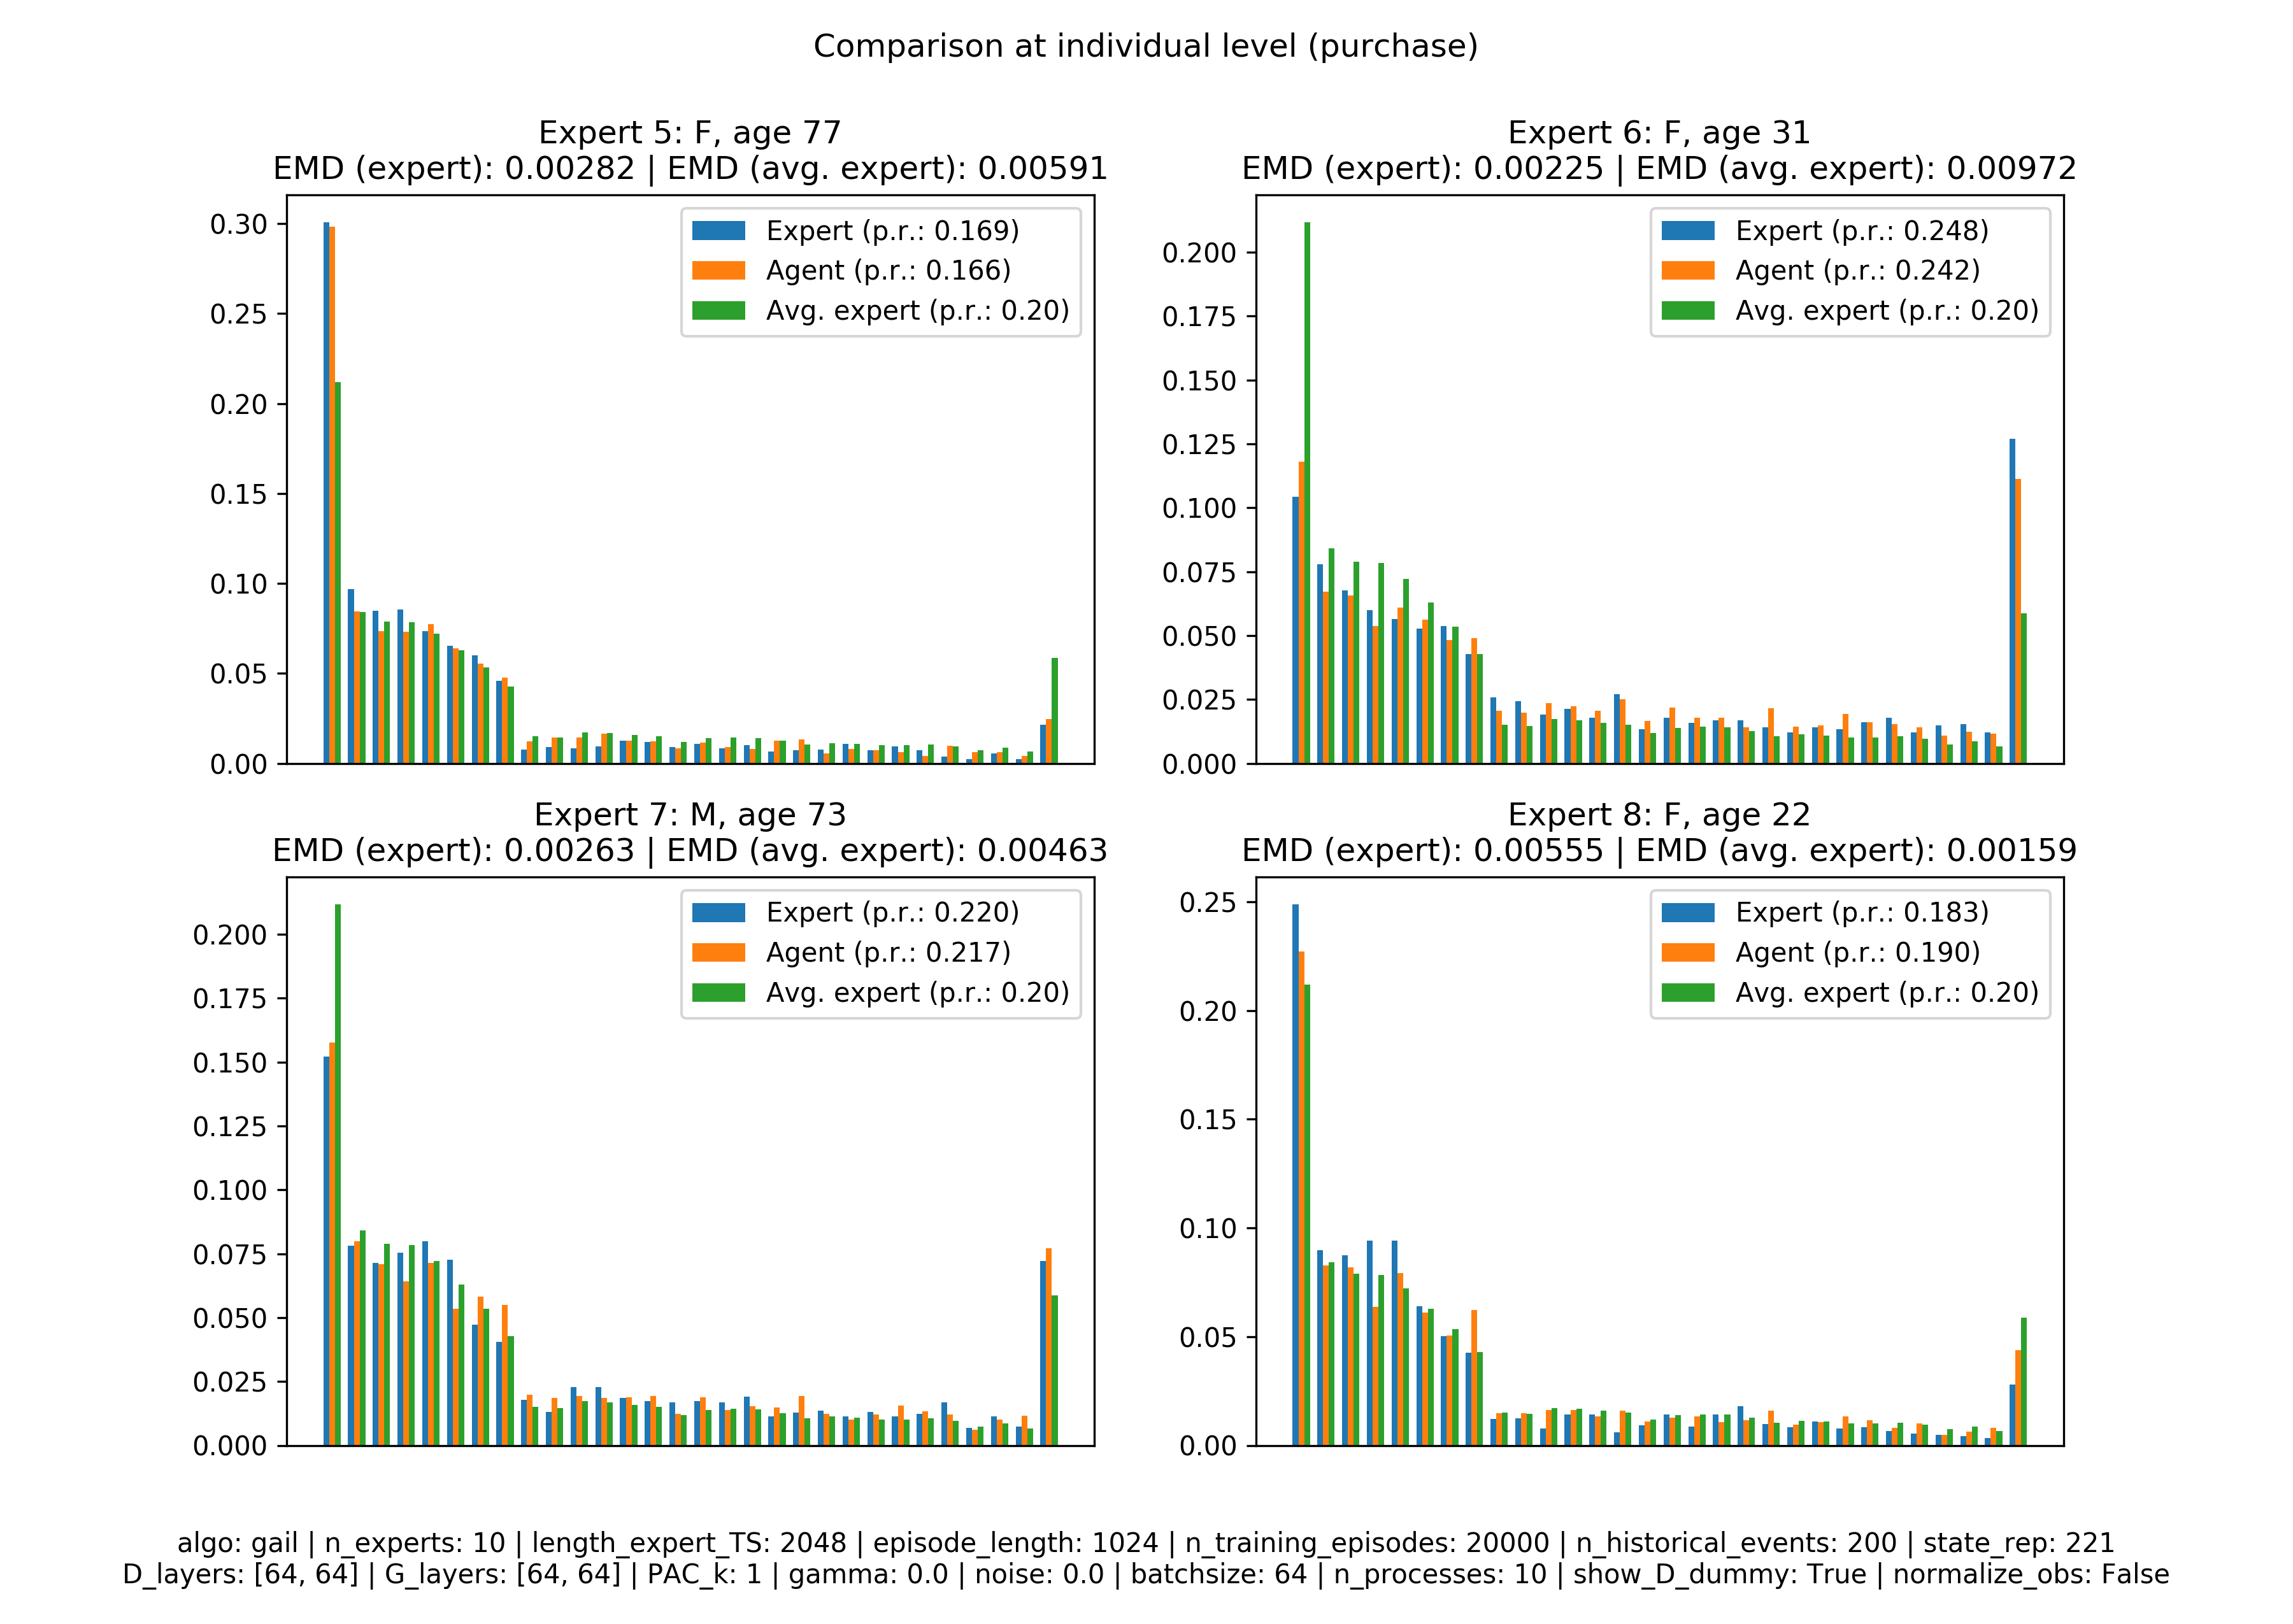 Comparison at individual level (purchase)
Expert 5: F, age 77
EMD (expert): 0.00282 | EMD (avg. expert): 0.00591
0.30
0.25
0.20
0.15
0.10
0.05
0.00
Expert (p.r.: 0.169)
Agent (p.r.: 0.166)
Avg. expert (p.r.: 0.20)
Expert 6: F, age 31
EMD (expert): 0.00225 | EMD (avg. expert): 0.00972
0.200
0.175
0.150
0.125
0.100
0.075
0.050
0.025
0.000
Expert (p.r.: 0.248)
Agent (p.r.: 0.242)
Avg. expert (p.r.: 0.20)
Expert 7: M, age 73
EMD (expert): 0.00263 | EMD (avg. expert): 0.00463
0.200
0.175
0.150
0.125
0.100
0.075
0.050
0.025
0.000
Expert (p.r.: 0.220)
Agent (p.r.: 0.217)
Avg. expert (p.r.: 0.20)
Expert 8: F, age 22
EMD (expert): 0.00555 | EMD (avg. expert): 0.00159
0.25
0.20
0.15
0.10
0.05
0.00
Expert (p.r.: 0.183)
Agent (p.r.: 0.190)
Avg. expert (p.r.: 0.20)
algo: gail | n_experts: 10 | length_expert_TS: 2048 | episode_length: 1024 | n_training_episodes: 20000 | n_historical_events: 200 | state_rep: 221
D_layers: [64, 64] | G_layers: [64, 64] | PAC_k: 1 | gamma: 0.0 | noise: 0.0 | batchsize: 64 | n_processes: 10 | show_D_dummy: True | normalize_obs: False